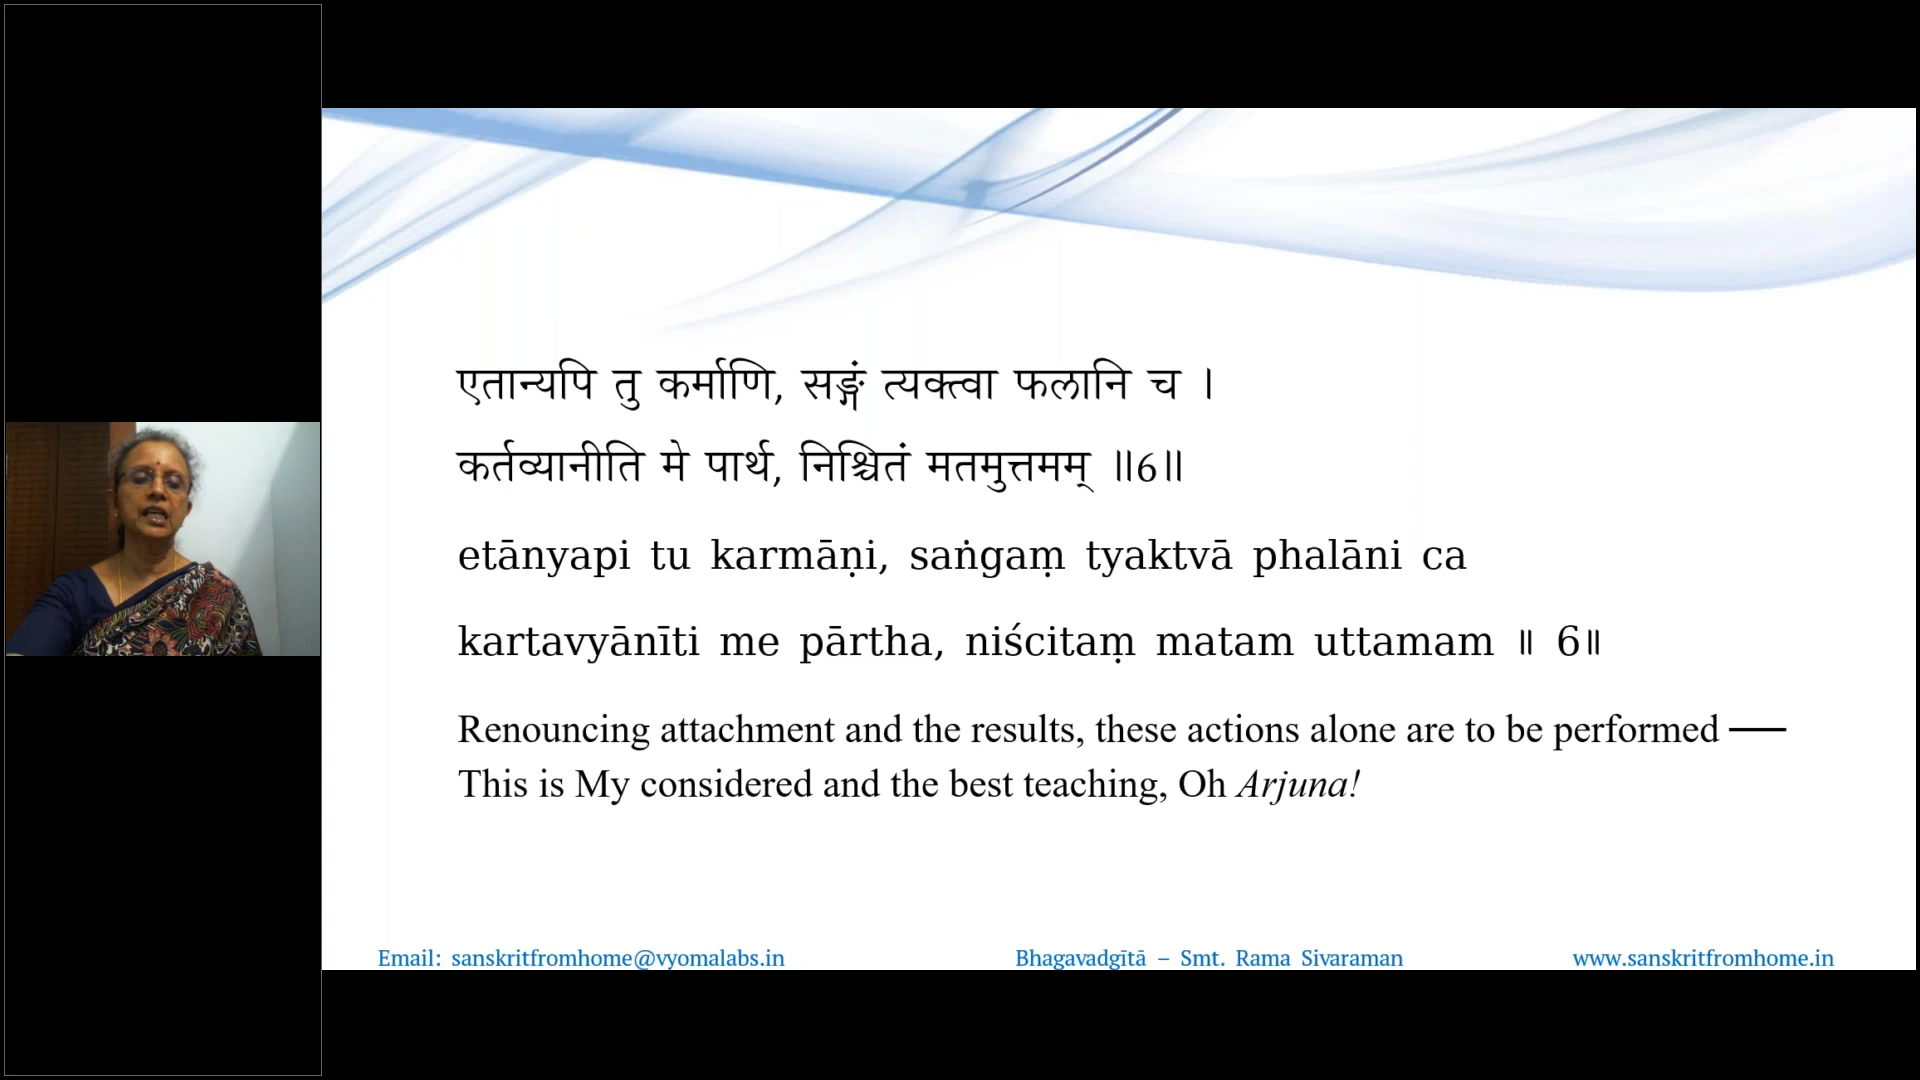 एतान्यपि तु कर्माणि, सङ्गं त्यक्त्वा फलानि च ।
कर्तव्यानीति मे पार्थ, निश्चितं मतमुत्तमम् ॥6॥
etānyapi tu karmāṇi, saṅgaṃ tyaktvā phalāni ca
kartavyānīti me pārtha, niścitaṃ matam uttamam ॥ 6॥
Renouncing attachment and the results, these actions alone are to be performed —
This is My considered and the best teaching, Oh Arjuna!
Email: sanskritfromhome@vyomalabs.in Bhagavadgītā – Smt. Rama Sivaraman www.sanskritfromhome.in